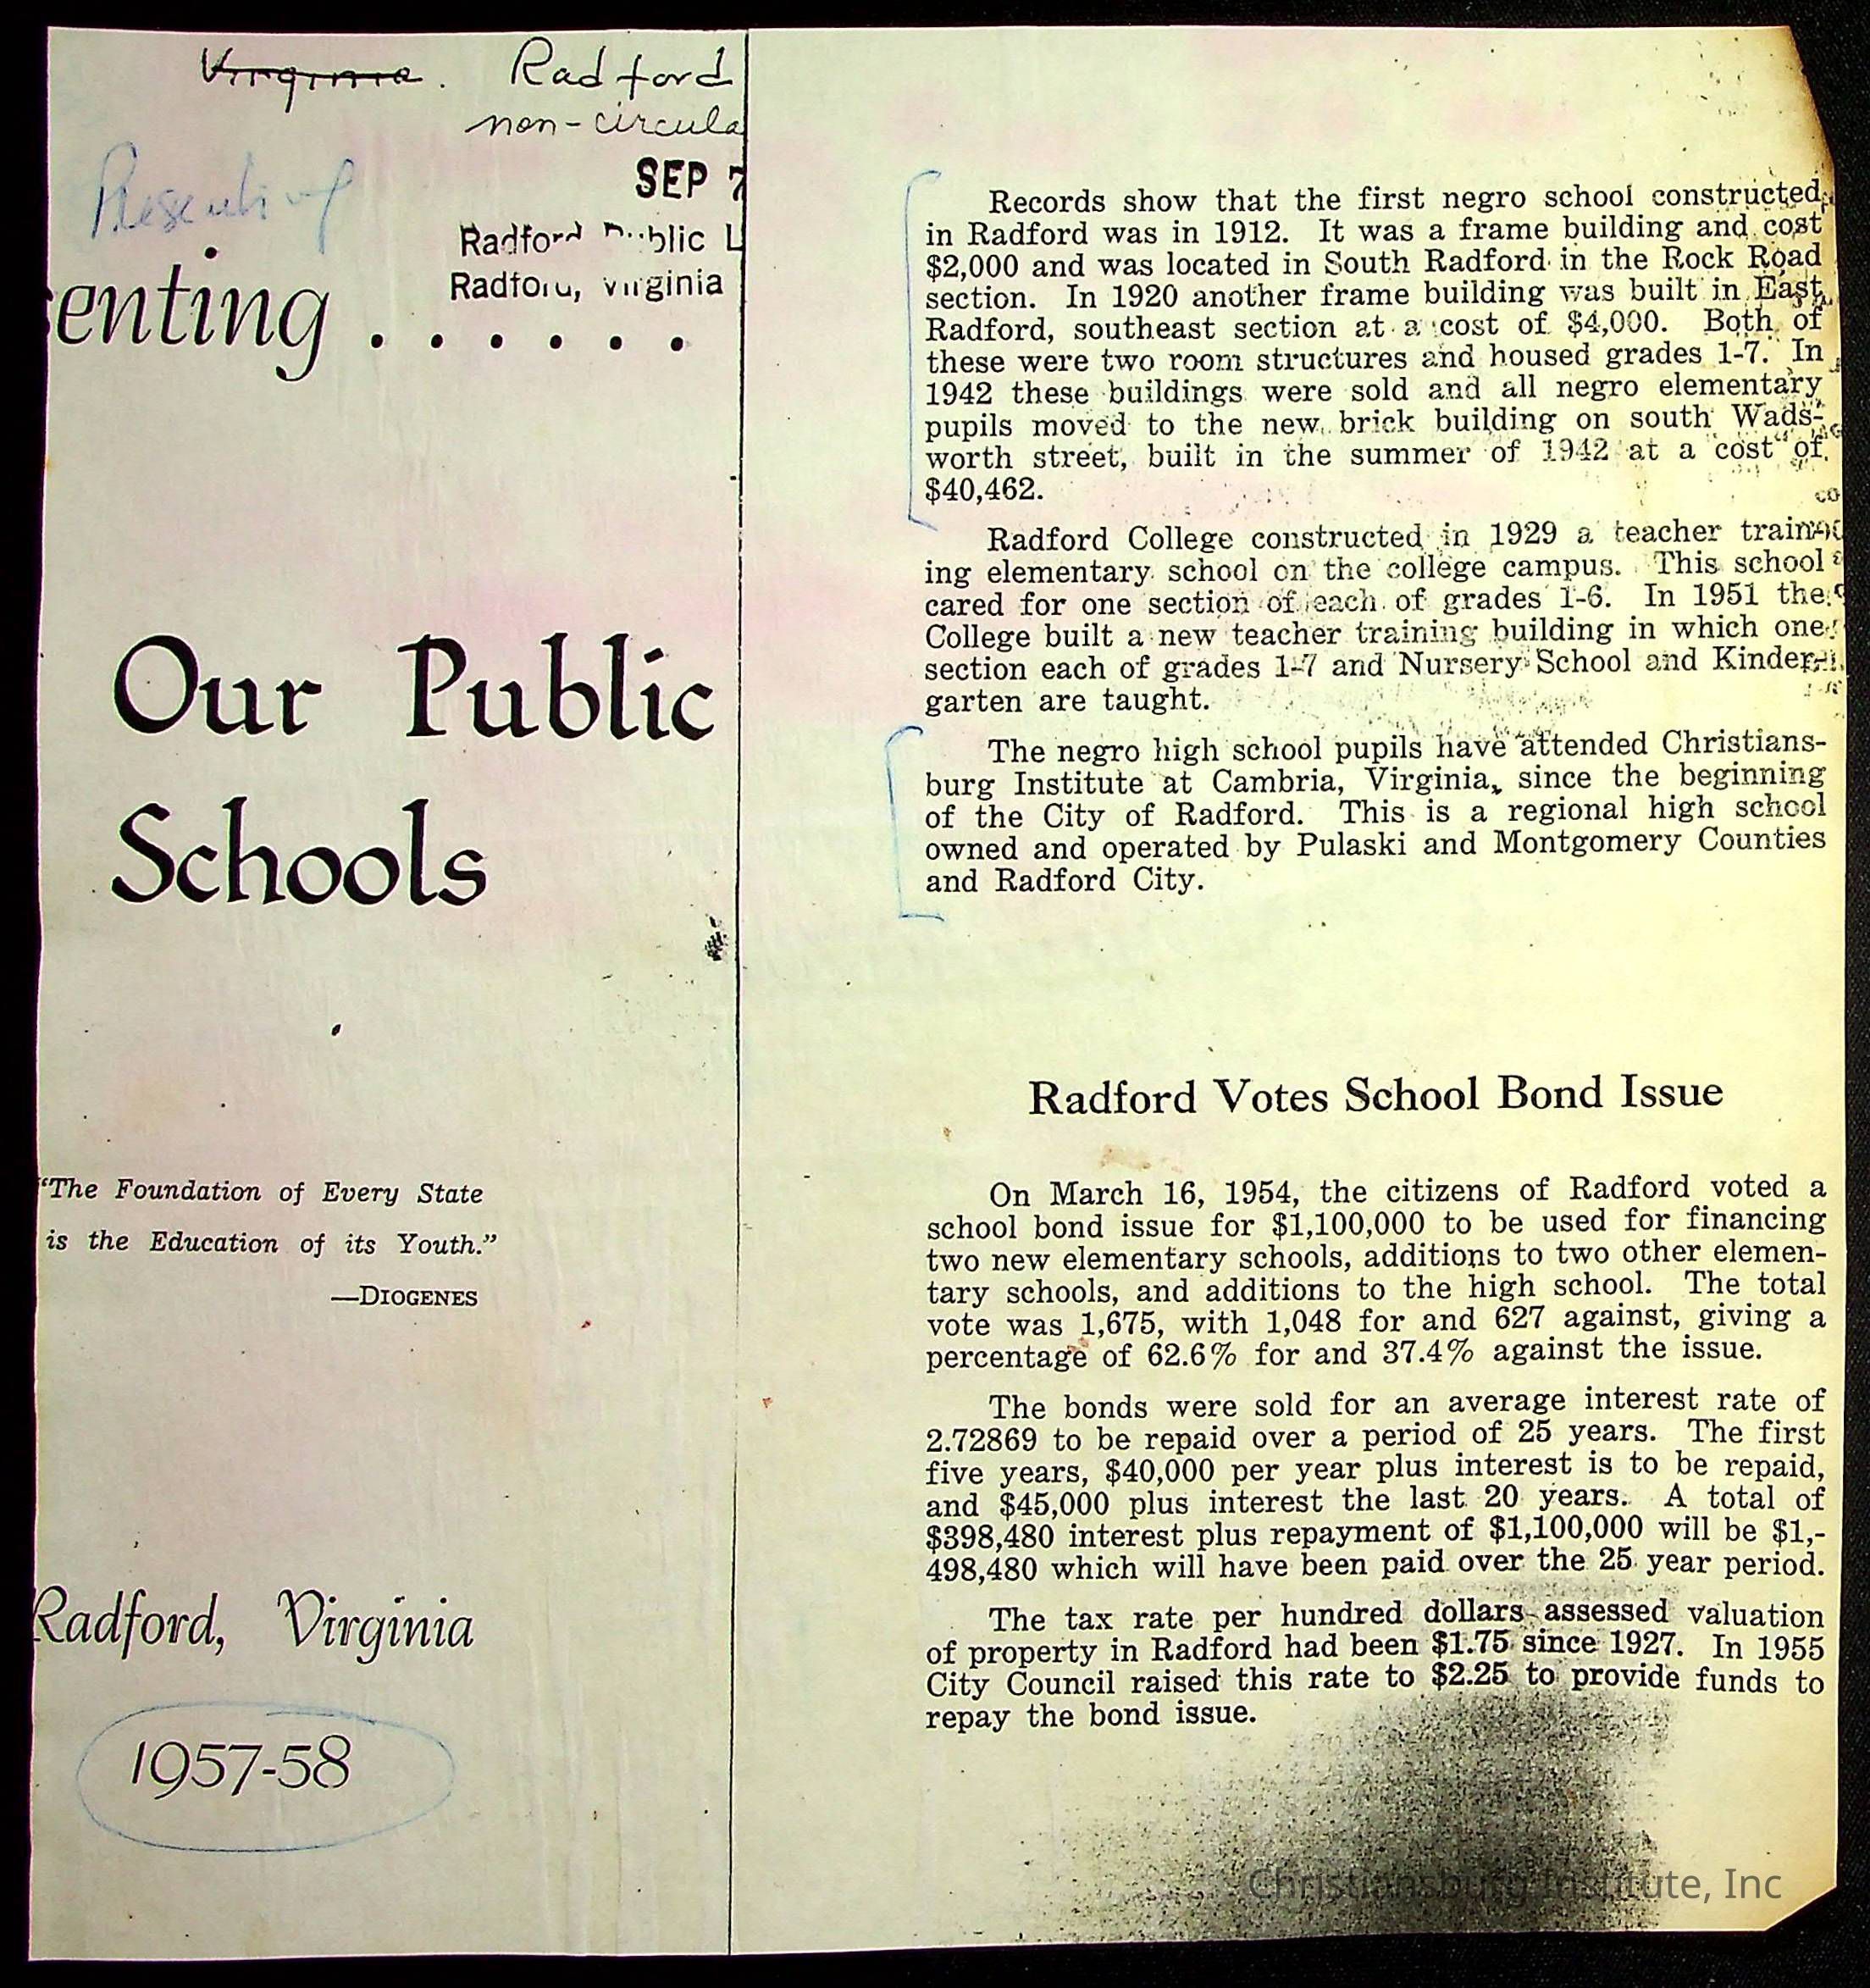 Virginia. Radford
non-circula
Presenting
SEP 7
Radford Public L
Radford, Virginia
senting . . . . . .
Our Public
Schools
"The Foundation of Every State
is the Education of its Youth."
—DIOGENES
Radford, Virginia
1957-58
Records show that the first negro school constructed
in Radford was in 1912. It was a frame building and cost
$2,000 and was located in South Radford in the Rock Road
section. In 1920 another frame building was built in East
Radford, southeast section at a cost of $4,000. Both of
these were two room structures and housed grades 1-7. In
1942 these buildings were sold and all negro elementary
pupils moved to the new brick building on south Wads-
worth street, built in the summer of 1942 at a cost of
$40,462.
Radford College constructed in 1929 a teacher train-
ing elementary school on the college campus. This school
cared for one section of each of grades 1-6. In 1951 the
College built a new teacher training building in which one
section each of grades 1-7 and Nursery School and Kinder-
garten are taught.
The negro high school pupils have attended Christians-
burg Institute at Cambria, Virginia, since the beginning
of the City of Radford. This is a regional high school
owned and operated by Pulaski and Montgomery Counties
and Radford City.
Radford Votes School Bond Issue
On March 16, 1954, the citizens of Radford voted a
school bond issue for $1,100,000 to be used for financing
two new elementary schools, additions to two other elemen-
tary schools, and additions to the high school. The total
vote was 1,675, with 1,048 for and 627 against, giving a
percentage of 62.6% for and 37.4% against the issue.
The bonds were sold for an average interest rate of
2.72869 to be repaid over a period of 25 years. The first
five years, $40,000 per year plus interest is to be repaid,
and $45,000 plus interest the last 20 years. A total of
$398,480 interest plus repayment of $1,100,000 will be $1,-
498,480 which will have been paid over the 25 year period.
The tax rate per hundred dollars assessed valuation
of property in Radford had been $1.75 since 1927. In 1955
City Council raised this rate to $2.25 to provide funds to
repay the bond issue.
Christiansburg Institute, Inc